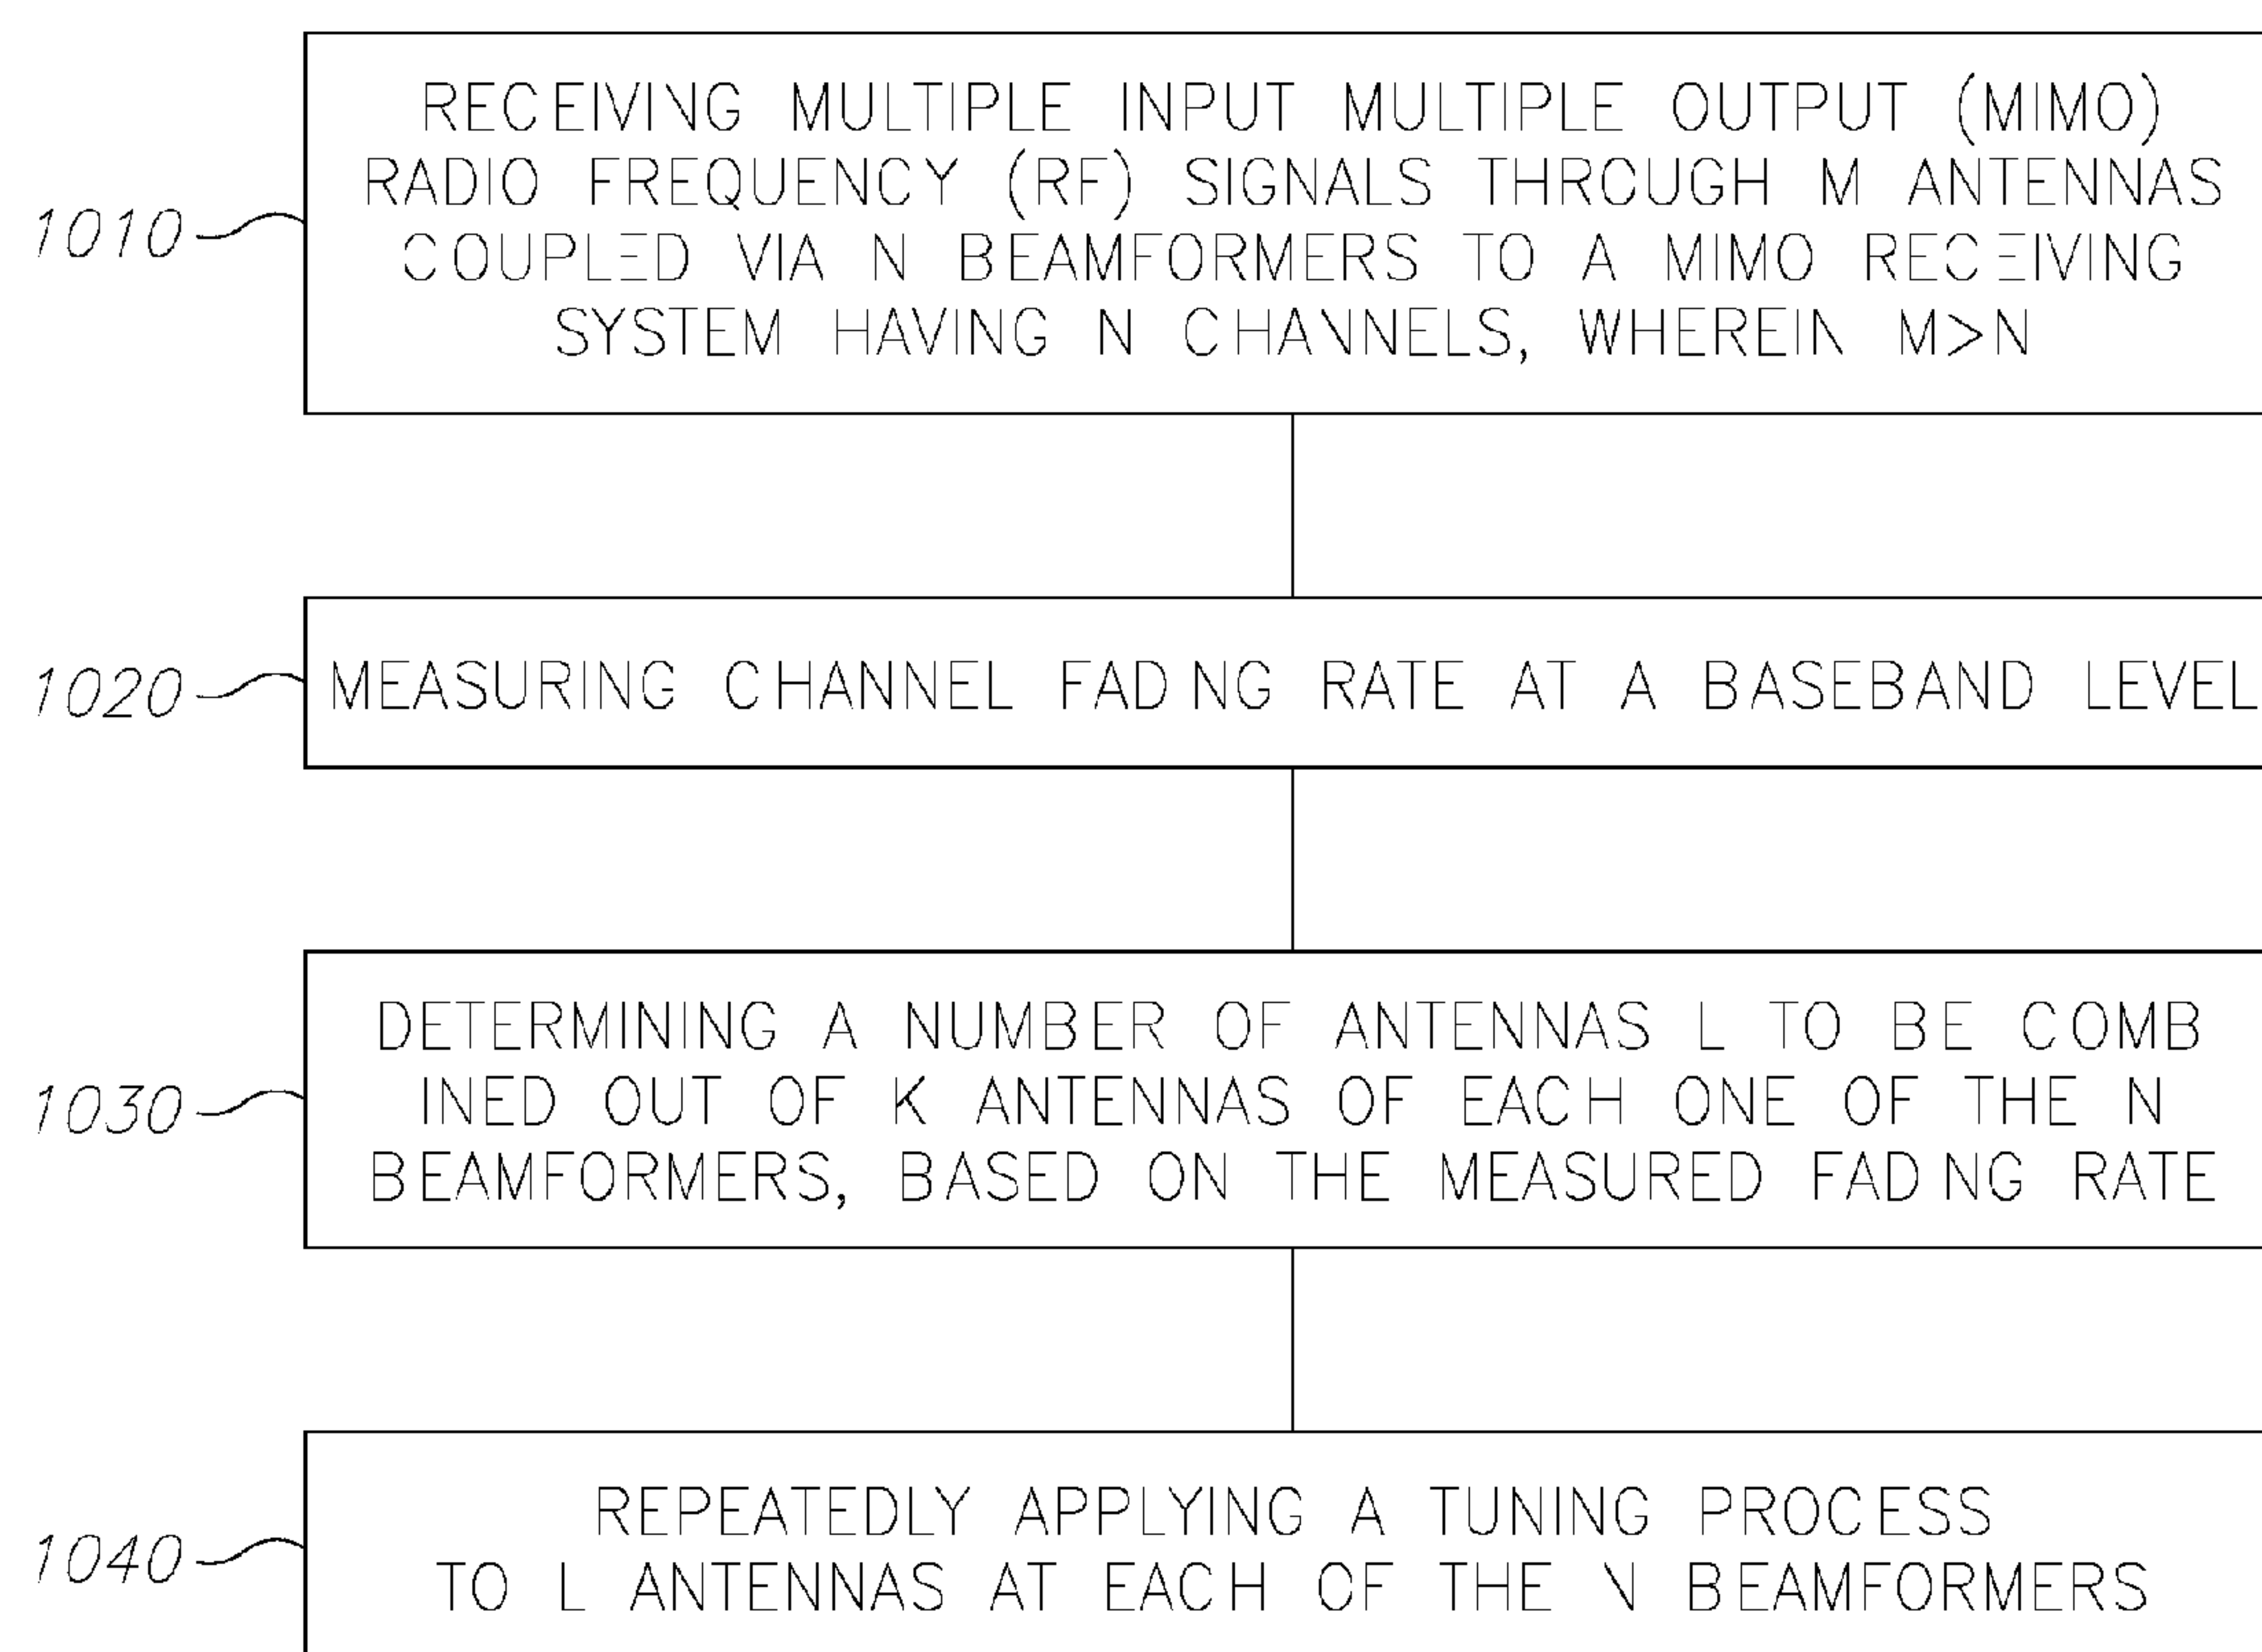 RECEIVING MULTIPLE INPUT MULTIPLE OUTPUT (MIMO)
RADIO FREQUENCY (RF) SIGNALS THROUGH M ANTENNAS
1010
COUPLED VIA N BEAMFORMERS TO A MIMO RECEIVING
SYSTEM HAVING N CHANNELS, WHEREIN M>N
1020
MEASURING CHANNEL FADING RATE AT A BASEBAND LEVEL
DETERMINING A NUMBER OF ANTENNAS L TO BE COMB
1030
INED OUT OF K ANTENNAS OF EACH ONE OF THE N
BEAMFORMERS, BASED ON THE MEASURED FADING RATE
REPEATEDLY APPLYING A TUNING PROCESS
1040
TO L ANTENNAS AT EACH OF THE N BEAMFORMERS